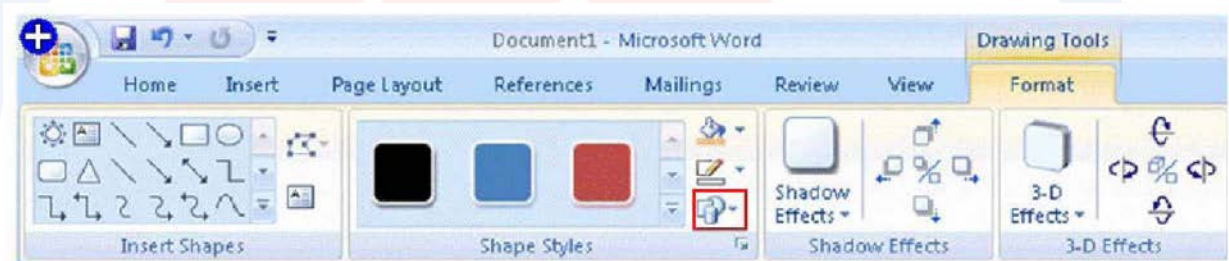 Document1 - Microsoft Word
Drawing Tools
Home Insert Page Layout References Mailings Review View Format
Shadow
Effects
3-D
Effects
Insert Shapes
Shape Styles
Shadow Effects
3-D Effects